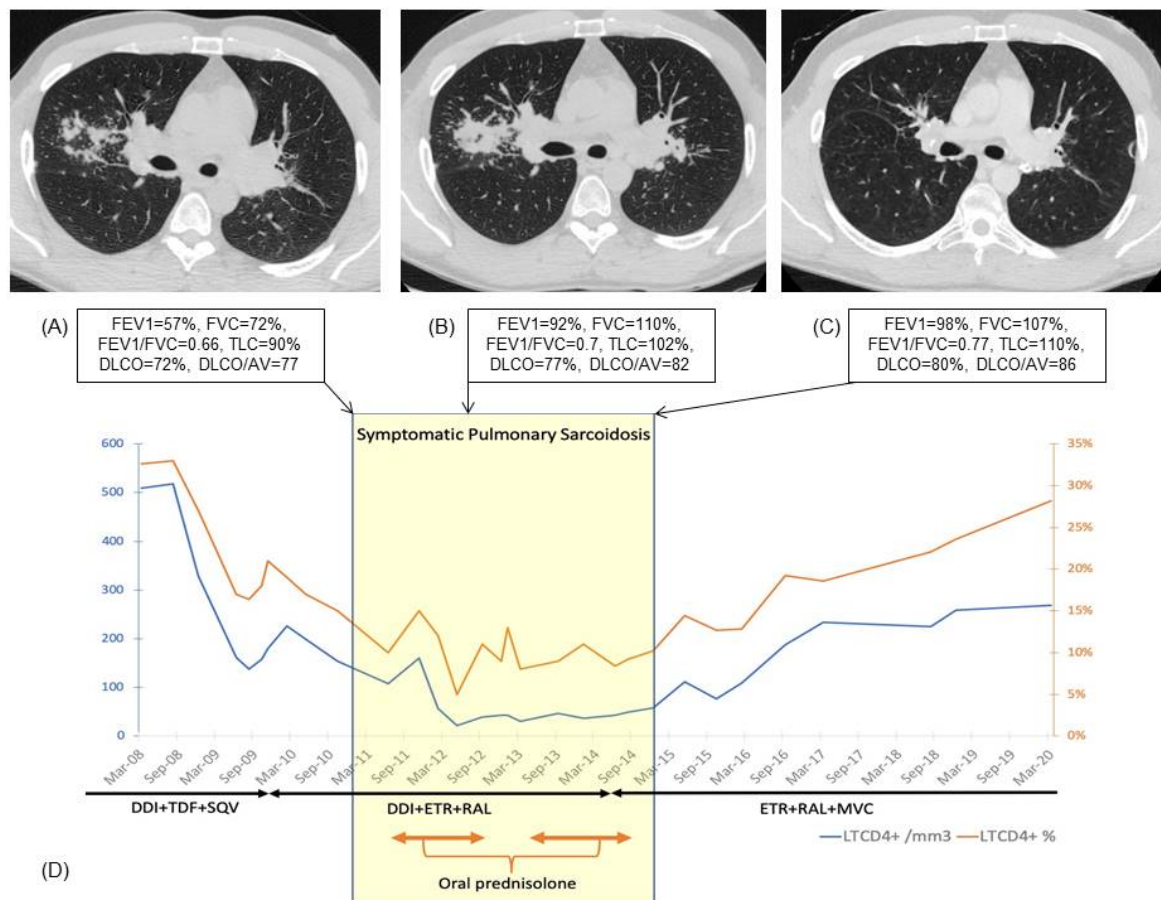 (A)
FEV1=57%, FVC=72%,
FEV1/FVC=0.66, TLC=90%
DLCO=72%, DLCO/AV=77
(B)
FEV1=92%, FVC=110%,
FEV1/FVC=0.7, TLC=102%
DLCO=77%, DLCO/AV=82
(C)
FEV1=98%, FVC=107%,
FEV1/FVC=0.77, TLC=110%
DLCO=80%, DLCO/AV=86
Symptomatic Pulmonary Sarcoidosis
600
500
400
300
200
100
0
35%
30%
25%
20%
15%
10%
5%
0%
Mar-08
Sep-08
Mar-09
Sep-09
Mar-10
Sep-10
Mar-11
Sep-11
Mar-12
Sep-12
Mar-13
Sep-13
Mar-14
Sep-14
Mar-15
Sep-15
Mar-16
Sep-16
Mar-17
Sep-17
Mar-18
Sep-18
Mar-19
Sep-19
Mar-20
DDI+TDF+SQV
DDI+ETR+RAL
ETR+RAL+MVC
LTCD4+ /mm3
LTCD4+ %
Oral prednisolone
(D)